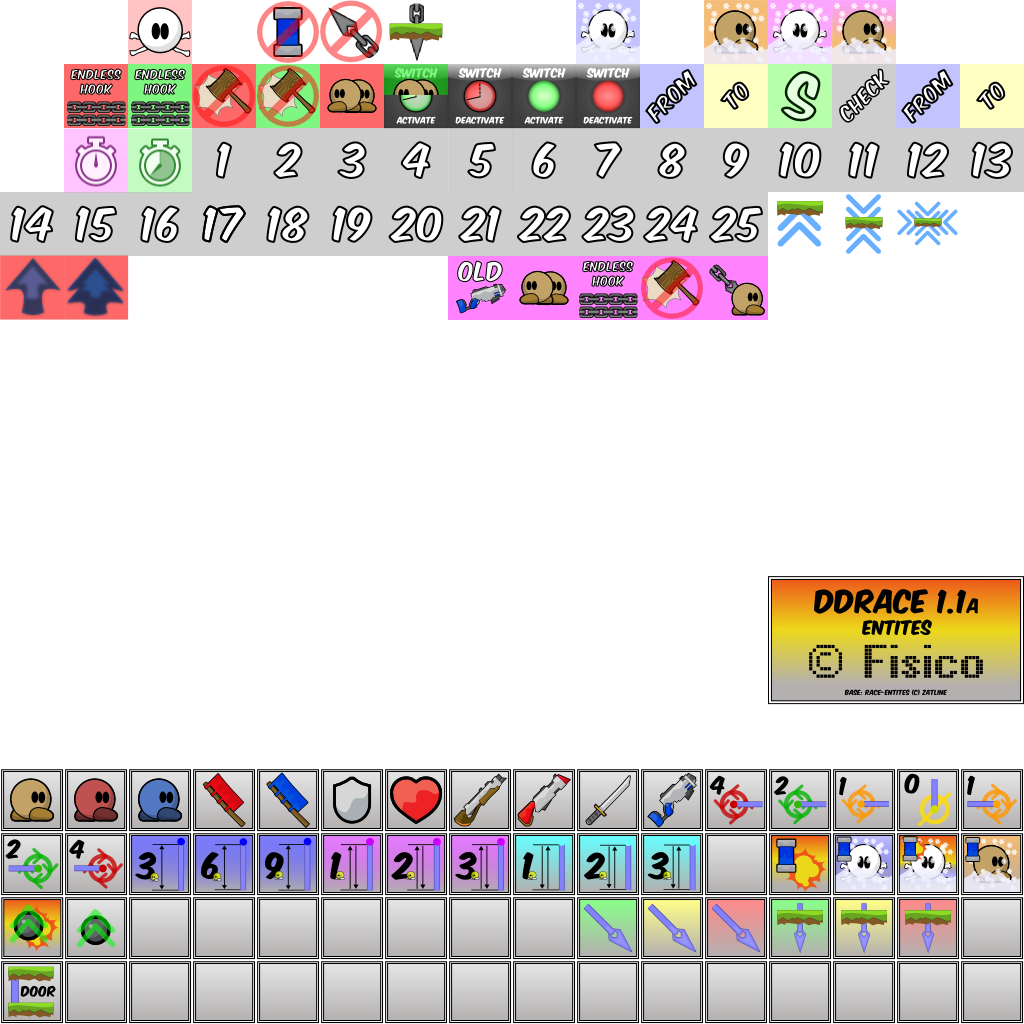 ENDLESS HOOK
ENDLESS HOOK
SWITCH ACTIVATE
SWITCH DEACTIVATE
SWITCH ACTIVATE
SWITCH DEACTIVATE
FROM
TO
S
CHECK
FROM
TO
1 2 3 4 5 6 7 8 9 10 11 12 13
14 15 16 17 18 19 20 21 22 23 24 25
OLD
ENDLESS HOOK
DDRACE 1.1A
ENTITES
© Fisico
BASE: RACE-ENTITES (C) ZATLINE
4 2 1 0 1
2 4 3 6 9 1 2 3 1 2 3
DOOR